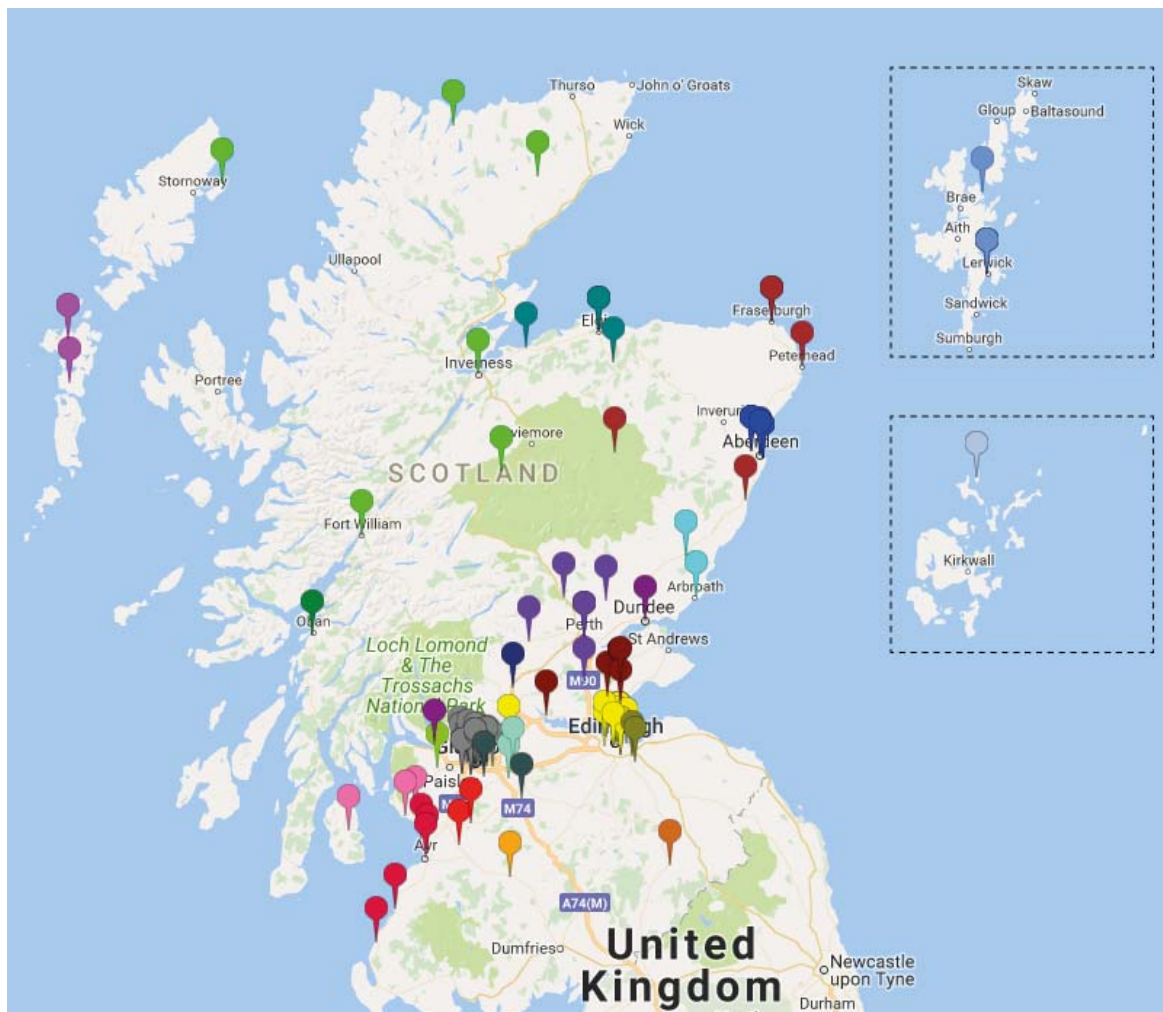 Thurso
John o' Groats
Wick
Stornoway
Ullapool
Skaw
Gloup
Baltasound
Brae
Aith
Lerwick
Sandwick
Sumburgh
Portree
Inverness
Fraserburgh
Peterhead
Aberdeen
SCOTLAND
Fort William
Kirkwall
Arbroath
Dundee
Perth
St Andrews
Oban
Loch Lomond
& The
Trossachs
National Park
M90
Edinburgh
M74
A74(M)
Ayr
Dumfries
United
Kingdom
Newcastle
upon Tyne
Durham